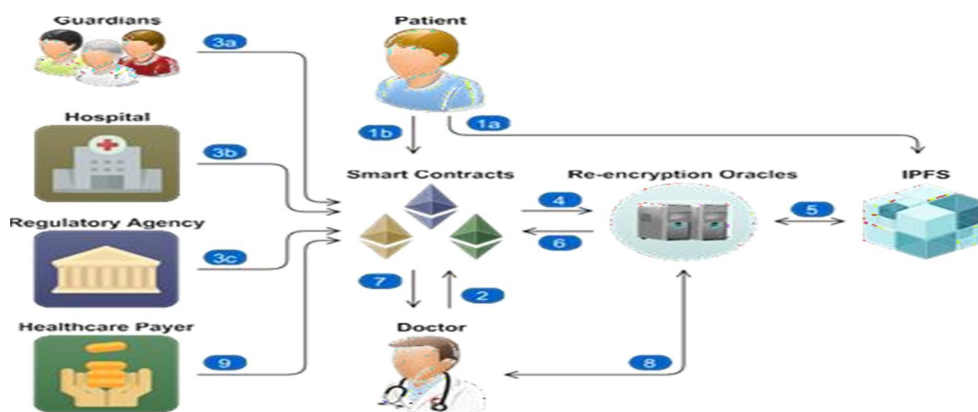 Guardians
Patient
3a
1b
1a
Hospital
3b
Smart Contracts
Re-encryption Oracles
IPFS
4
5
6
Regulatory Agency
3c
7
2
Healthcare Payer
Doctor
9
8